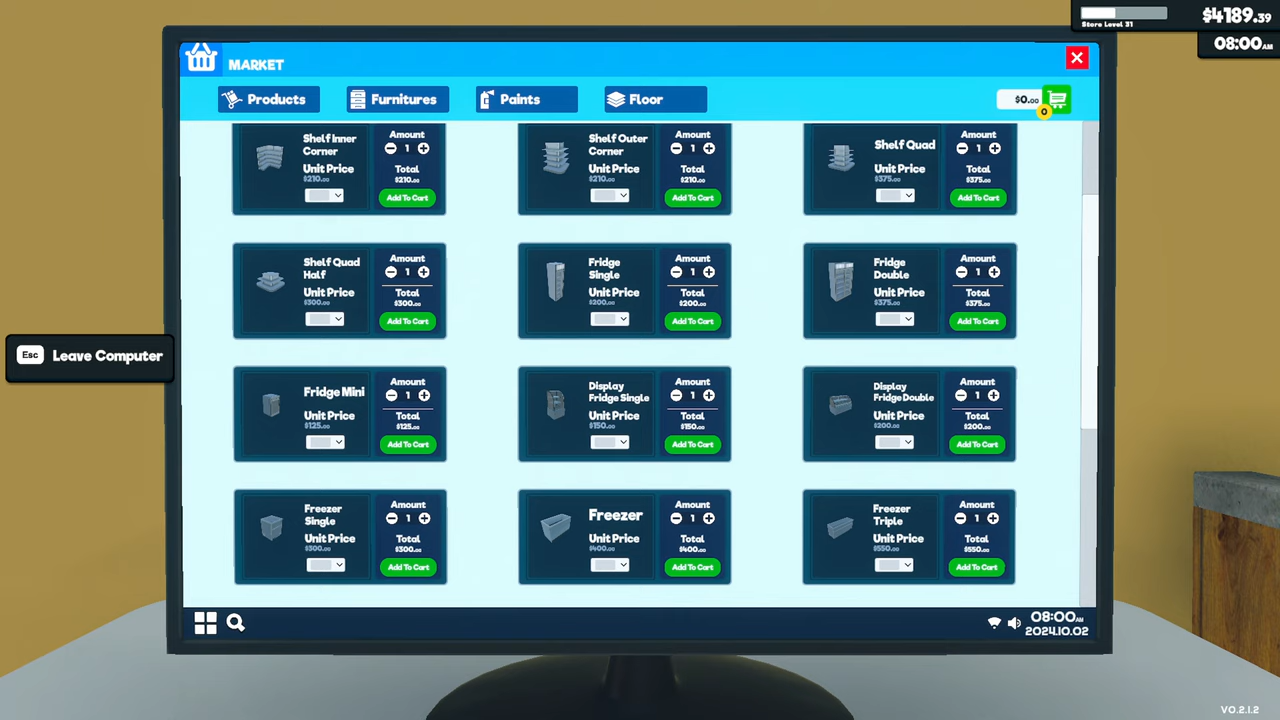 $4189.39
Store Level 31
08:00AM
MARKET
Products
Furnitures
Paints
Floor
$0.00
0
Shelf Inner
Corner
Unit Price
$210.00
Amount
1
Total
$210.00
Add To Cart
Shelf Outer
Corner
Unit Price
$210.00
Amount
1
Total
$210.00
Add To Cart
Shelf Quad
Unit Price
$375.00
Amount
1
Total
$375.00
Add To Cart
Shelf Quad
Half
Unit Price
$300.00
Amount
1
Total
$300.00
Add To Cart
Fridge
Single
Unit Price
$200.00
Amount
1
Total
$200.00
Add To Cart
Fridge
Double
Unit Price
$375.00
Amount
1
Total
$375.00
Add To Cart
Esc
Leave Computer
Fridge Mini
Unit Price
$125.00
Amount
1
Total
$125.00
Add To Cart
Display
Fridge Single
Unit Price
$150.00
Amount
1
Total
$150.00
Add To Cart
Display
Fridge Double
Unit Price
$200.00
Amount
1
Total
$200.00
Add To Cart
Freezer
Single
Unit Price
$300.00
Amount
1
Total
$300.00
Add To Cart
Freezer
Unit Price
$400.00
Amount
1
Total
$400.00
Add To Cart
Freezer
Triple
Unit Price
$550.00
Amount
1
Total
$550.00
Add To Cart
08:00AM
2024.10.02
V0.2.1.2